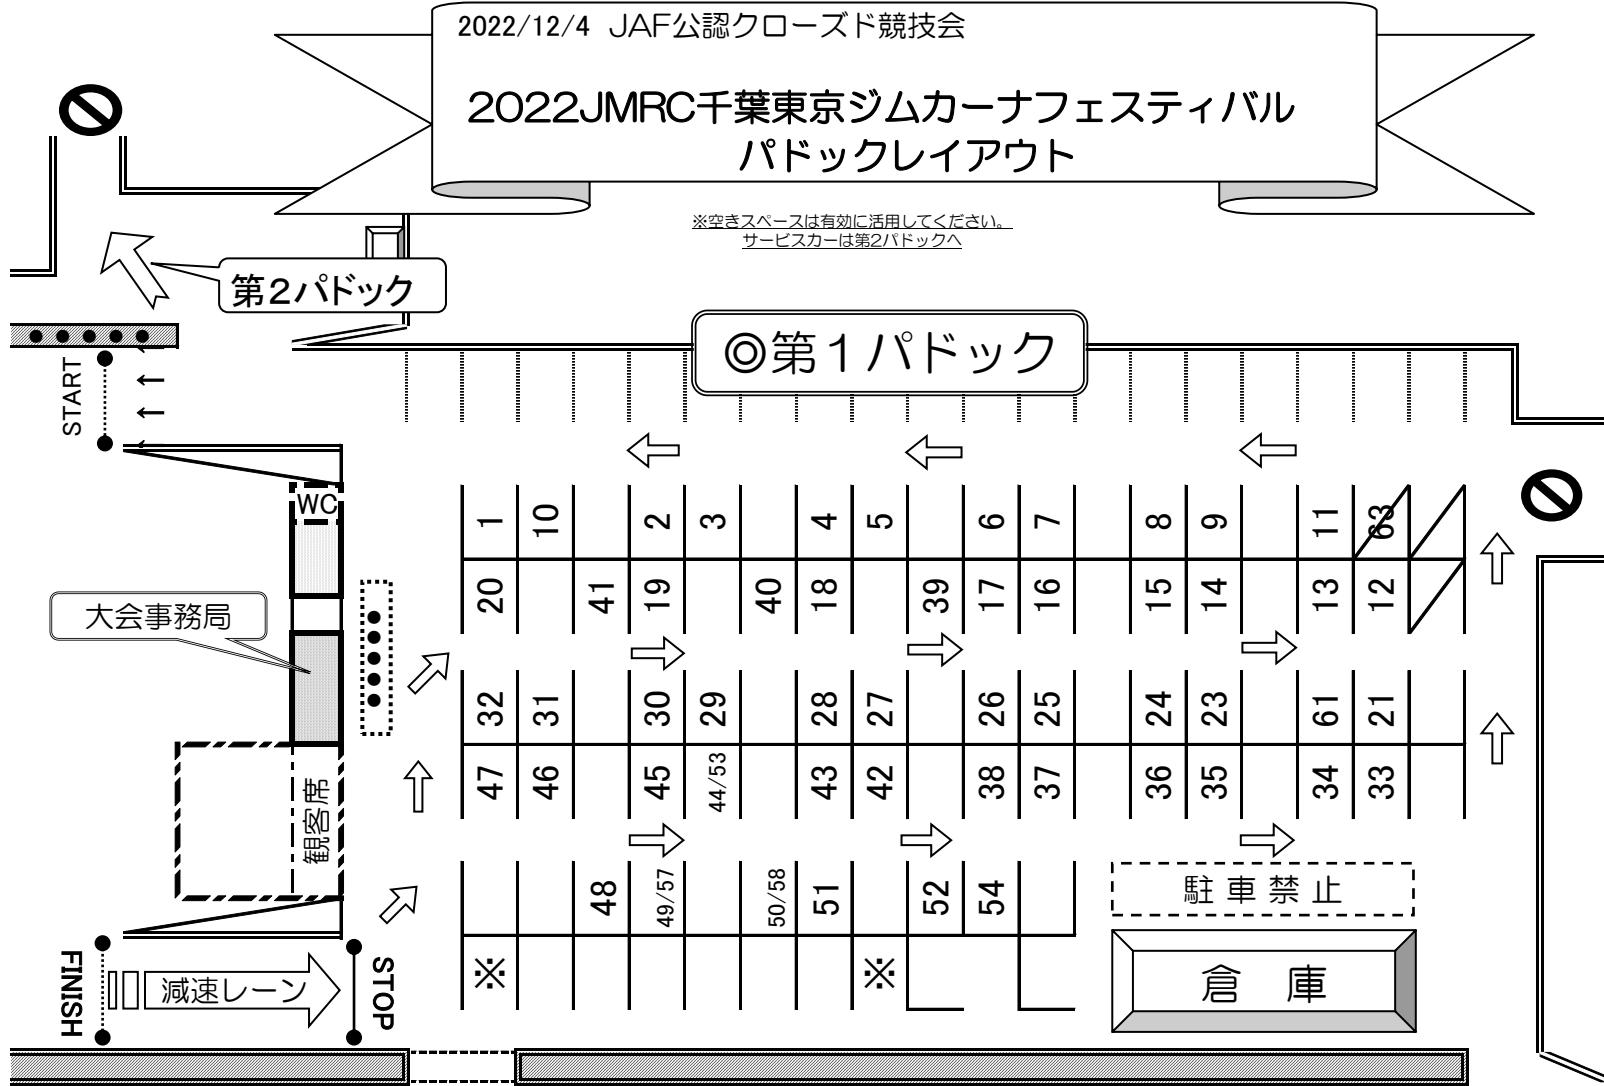 2022/12/4 JAF公認クローズド競技会
2022JMRC千葉東京ジムカーナフェスティバル
パドックレイアウト
※空きスペースは有効に活用してください。
サービスカーは第2パドックへ
第2パドック
◎第1パドック
START
WC
1 10 2 3 4 5 6 7 8 9 11 63
20 41 19 40 18 39 17 16 15 14 13 12
大会事務局
32 31 30 29 28 27 26 25 24 23 61 21
47 46 45 44/53 43 42 38 37 36 35 34 33
観客席
48 49/57 50/58 51 52 54
駐車禁止
※ ※
倉庫
FINISH
減速レーン
STOP